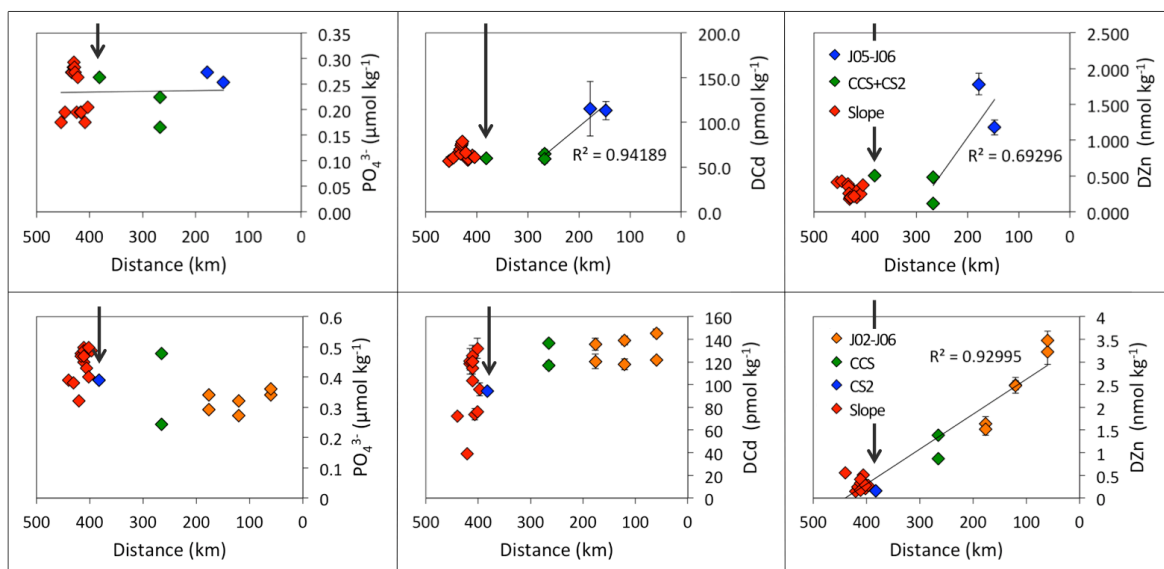 0.35
0.30
0.25
0.20
0.15
0.10
0.05
0.00
PO₄³⁻ (µmol kg⁻¹)
500 400 300 200 100 0
Distance (km)
200.0
150.0
100.0
50.0
0.0
DCd (pmol kg⁻¹)
R² = 0.94189
500 400 300 200 100 0
Distance (km)
J05-J06
CCS+CS2
Slope
R² = 0.69296
2.500
2.000
1.500
1.000
0.500
0.000
DZn (nmol kg⁻¹)
500 400 300 200 100 0
Distance (km)
0.6
0.5
0.4
0.3
0.2
0.1
0
PO₄³⁻ (µmol kg⁻¹)
500 400 300 200 100 0
Distance (km)
160
140
120
100
80
60
40
20
0
DCd (pmol kg⁻¹)
500 400 300 200 100 0
Distance (km)
J02-J06
CCS
CS2
Slope
R² = 0.92995
4
3.5
3
2.5
2
1.5
1
0.5
0
DZn (nmol kg⁻¹)
500 400 300 200 100 0
Distance (km)